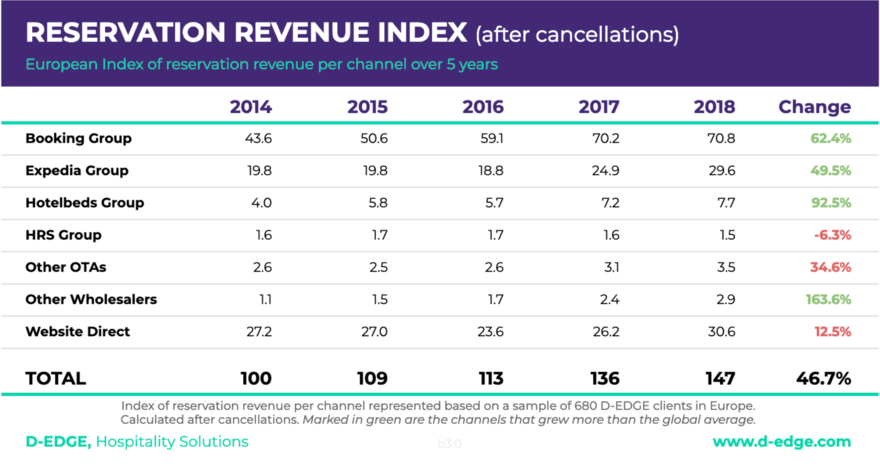 RESERVATION REVENUE INDEX (after cancellations)
European Index of reservation revenue per channel over 5 years
2014 2015 2016 2017 2018 Change
Booking Group 43.6 50.6 59.1 70.2 70.8 62.4%
Expedia Group 19.8 19.8 18.8 24.9 29.6 49.5%
Hotelbeds Group 4.0 5.8 5.7 7.2 7.7 92.5%
HRS Group 1.6 1.7 1.7 1.6 1.5 -6.3%
Other OTAs 2.6 2.5 2.6 3.1 3.5 34.6%
Other Wholesalers 1.1 1.5 1.7 2.4 2.9 163.6%
Website Direct 27.2 27.0 23.6 26.2 30.6 12.5%
TOTAL 100 109 113 136 147 46.7%
Index of reservation revenue per channel represented based on a sample of 680 D-EDGE clients in Europe.
Calculated after cancellations. Marked in green are the channels that grew more than the global average.
D-EDGE, Hospitality Solutions b3.0 www.d-edge.com